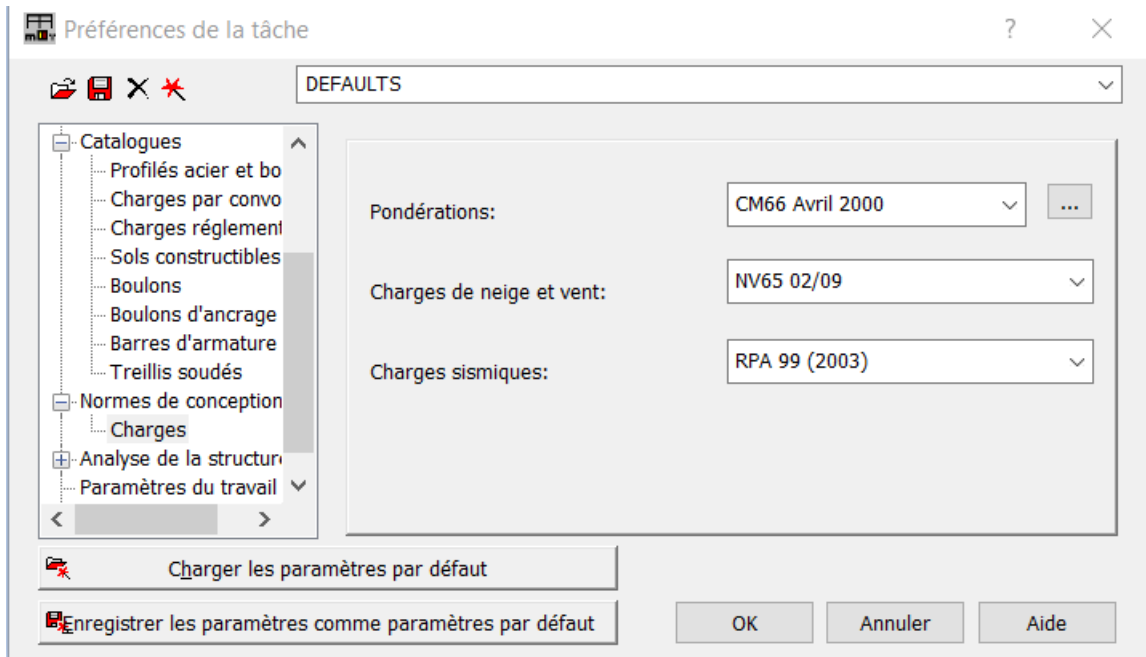 Préférences de la tâche
?
DEFAULTS
Catalogues
Profilés acier et bo
Charges par convo
Charges réglement
Sols constructibles
Boulons
Boulons d'ancrage
Barres d'armature
Treillis soudés
Normes de conception
Charges
Analyse de la structure
Paramètres du travail
Pondérations:
CM66 Avril 2000
...
Charges de neige et vent:
NV65 02/09
Charges sismiques:
RPA 99 (2003)
Charger les paramètres par défaut
Enregistrer les paramètres comme paramètres par défaut
OK
Annuler
Aide